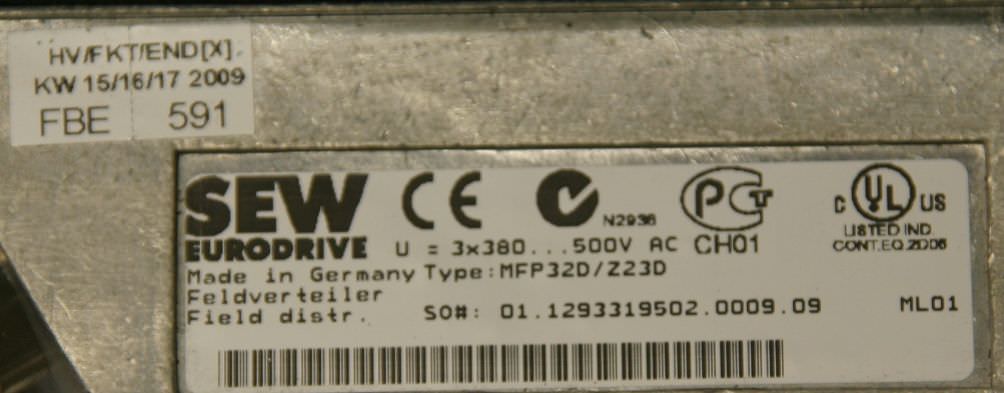 HV/FKT/END[X]
KW 15/16/17 2009
FBE 591
SEW
EURODRIVE
CE
N2936
PCT
CH01
C UL US
LISTED IND.
CONT.EQ.2D06
U = 3x380...500V AC
Made in Germany Type:MFP32D/Z23D
Feldverteiler
Field distr. SO#: 01.1293319502.0009.09 ML01